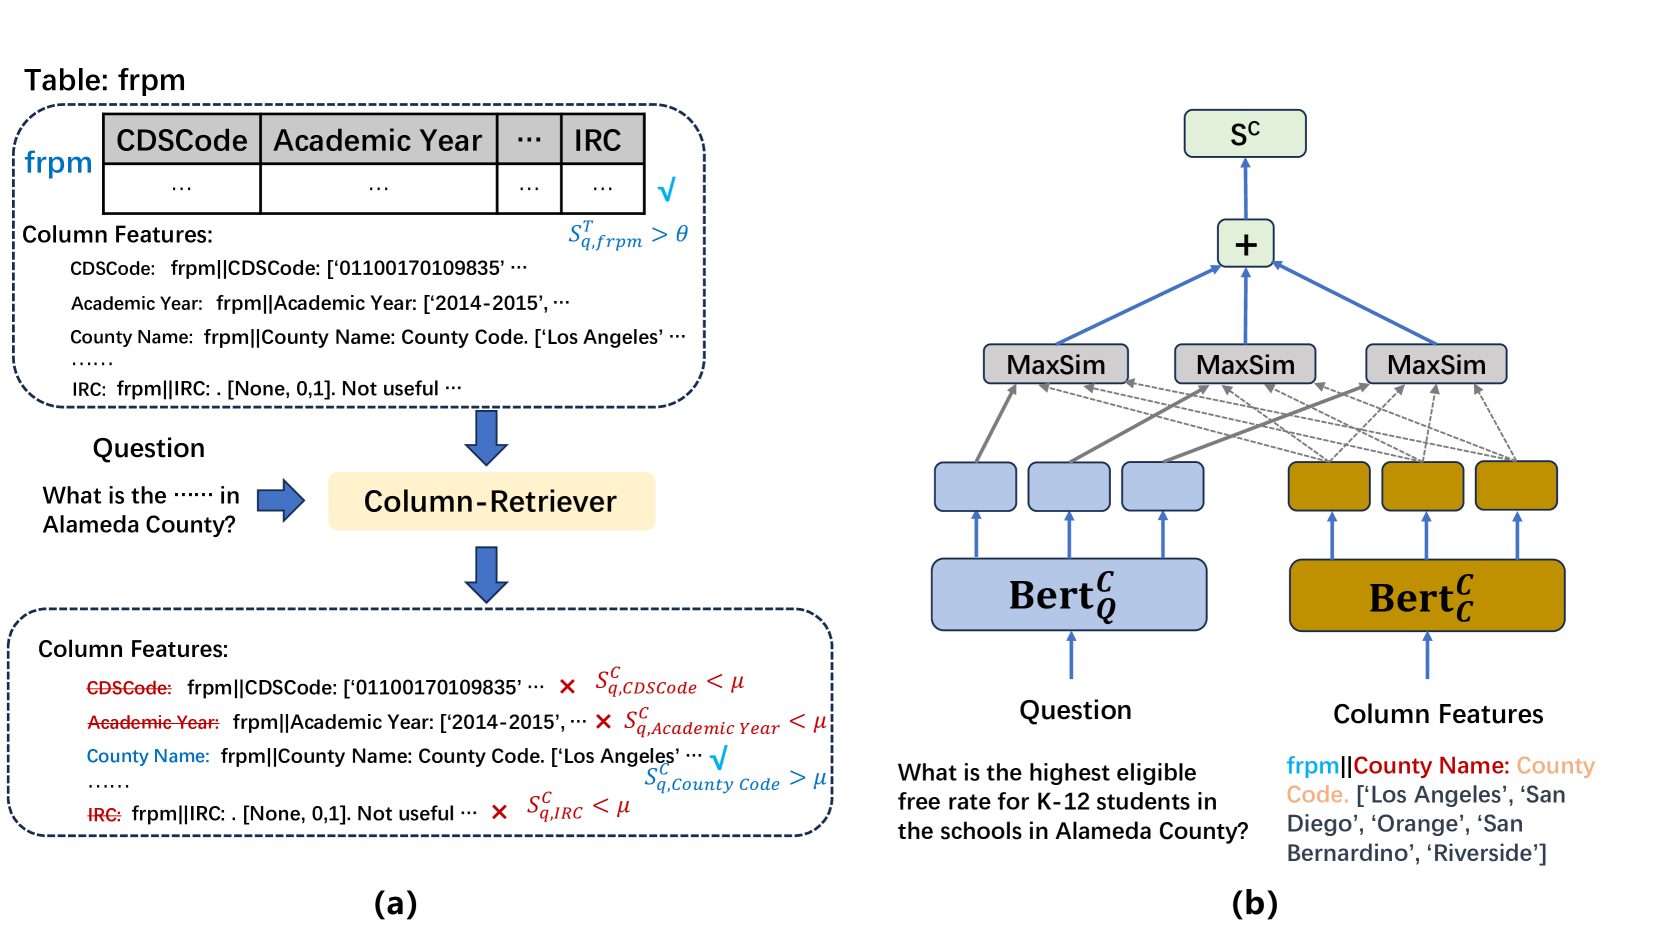 Table: frpm
frpm
CDSCode Academic Year ··· IRC
··· ··· ··· ··· √
Column Features:
S^T_{q,frpm} > θ
CDSCode: frpm||CDSCode: [‘01100170109835’ ···
Academic Year: frpm||Academic Year: [‘2014-2015’, ···
County Name: frpm||County Name: County Code. [‘Los Angeles’ ···
······
IRC: frpm||IRC: . [None, 0,1]. Not useful ···
Question
What is the ······ in
Alameda County?
Column-Retriever
Column Features:
CDSCode: frpm||CDSCode: [‘01100170109835’ ··· × S^C_{q,CDSCode} < μ
Academic Year: frpm||Academic Year: [‘2014-2015’, ··· × S^C_{q,Academic Year} < μ
County Name: frpm||County Name: County Code. [‘Los Angeles’ ··· √
S^C_{q,County Code} > μ
······
IRC: frpm||IRC: . [None, 0,1]. Not useful ··· × S^C_{q,IRC} < μ
(a)
S^C
+
MaxSim MaxSim MaxSim
Bert^C_Q Bert^C_C
Question
What is the highest eligible
free rate for K-12 students in
the schools in Alameda County?
Column Features
frpm||County Name: County
Code. [‘Los Angeles’, ‘San
Diego’, ‘Orange’, ‘San
Bernardino’, ‘Riverside’]
(b)